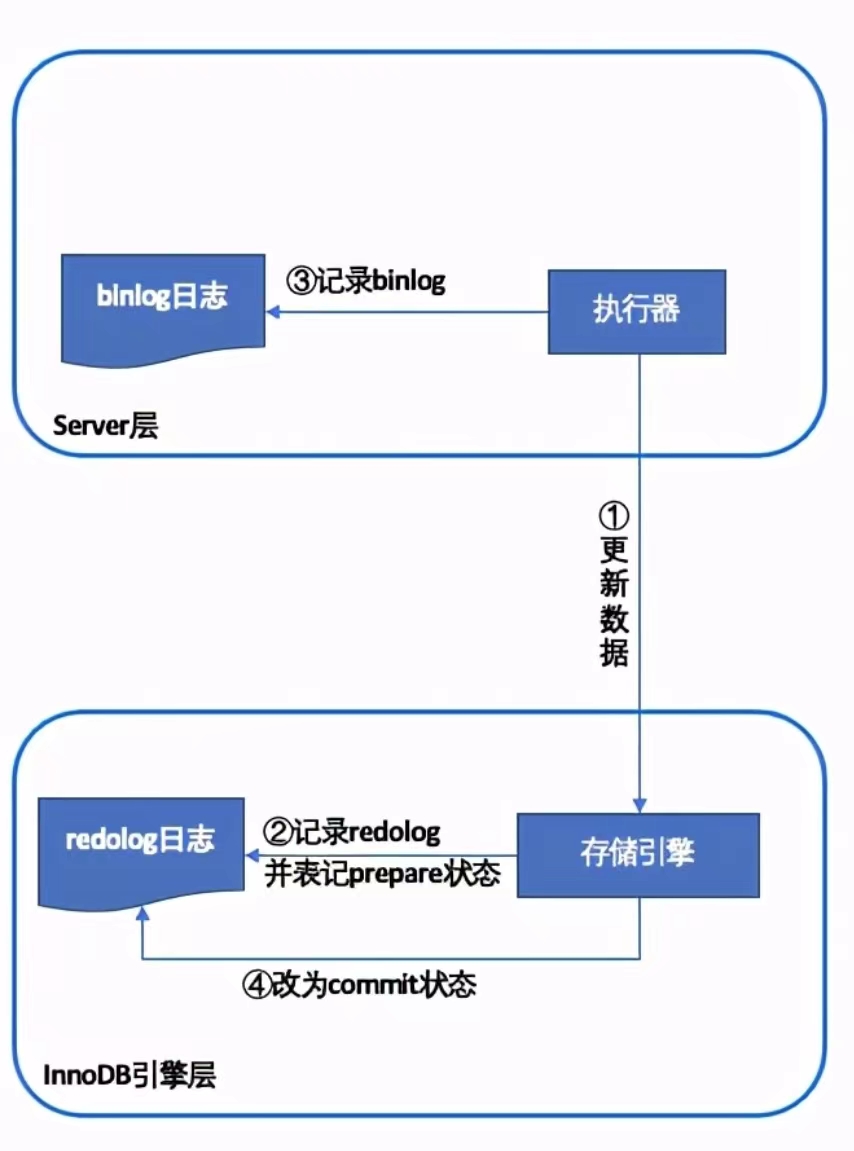 binlog日志
③记录binlog
执行器
Server层
①
更
新
数
据
redolog日志
②记录redolog
并表记prepare状态
存储引擎
④改为commit状态
InnoDB引擎层